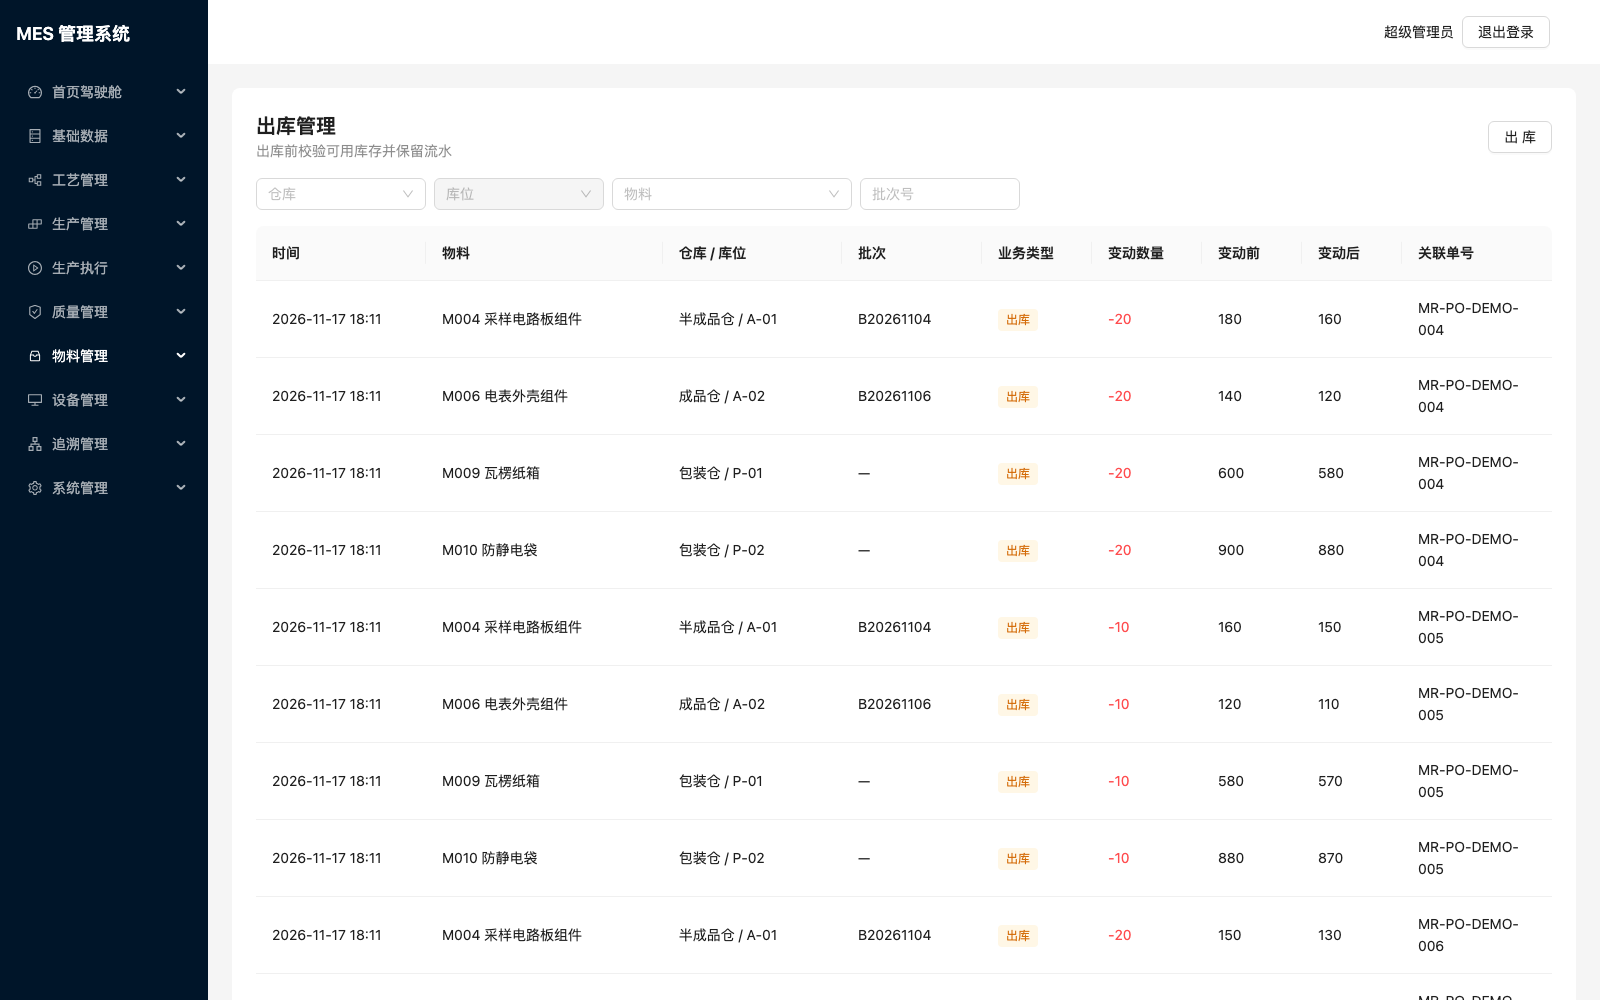 MES 管理系统
首页驾驶舱
基础数据
工艺管理
生产管理
生产执行
质量管理
物料管理
设备管理
追溯管理
系统管理
超级管理员 退出登录
出库管理
出库前校验可用库存并保留流水
出 库
仓库 库位 物料 批次号
时间 物料 仓库 / 库位 批次 业务类型 变动数量 变动前 变动后 关联单号
2026-11-17 18:11 M004 采样电路板组件 半成品仓 / A-01 B20261104 出库 -20 180 160 MR-PO-DEMO-
004
2026-11-17 18:11 M006 电表外壳组件 成品仓 / A-02 B20261106 出库 -20 140 120 MR-PO-DEMO-
004
2026-11-17 18:11 M009 瓦楞纸箱 包装仓 / P-01 — 出库 -20 600 580 MR-PO-DEMO-
004
2026-11-17 18:11 M010 防静电袋 包装仓 / P-02 — 出库 -20 900 880 MR-PO-DEMO-
004
2026-11-17 18:11 M004 采样电路板组件 半成品仓 / A-01 B20261104 出库 -10 160 150 MR-PO-DEMO-
005
2026-11-17 18:11 M006 电表外壳组件 成品仓 / A-02 B20261106 出库 -10 120 110 MR-PO-DEMO-
005
2026-11-17 18:11 M009 瓦楞纸箱 包装仓 / P-01 — 出库 -10 580 570 MR-PO-DEMO-
005
2026-11-17 18:11 M010 防静电袋 包装仓 / P-02 — 出库 -10 880 870 MR-PO-DEMO-
005
2026-11-17 18:11 M004 采样电路板组件 半成品仓 / A-01 B20261104 出库 -20 150 130 MR-PO-DEMO-
006